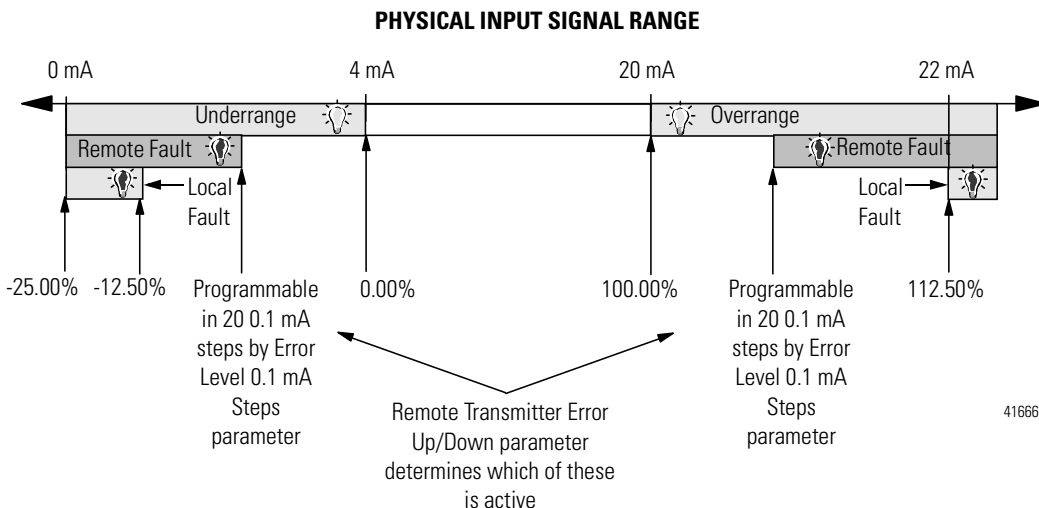 PHYSICAL INPUT SIGNAL RANGE
0 mA
4 mA
20 mA
22 mA
Underrange
Overrange
Remote Fault
Remote Fault
Local
Fault
Local
Fault
-25.00%
-12.50%
Programmable
in 20 0.1 mA
steps by Error
Level 0.1 mA
Steps
parameter
0.00%
100.00%
Programmable
in 20 0.1 mA
steps by Error
Level 0.1 mA
Steps
parameter
112.50%
Remote Transmitter Error
Up/Down parameter
determines which of these
is active
41666